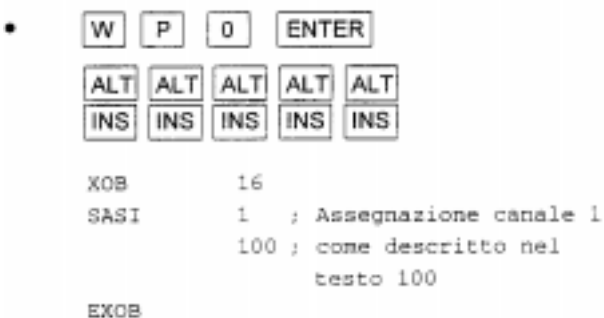 • W P 0 ENTER
ALT ALT ALT ALT ALT
INS INS INS INS INS
XOB 16
SASI 1 ; Assegnazione canale 1
100 ; come descritto nel
testo 100
EXOB